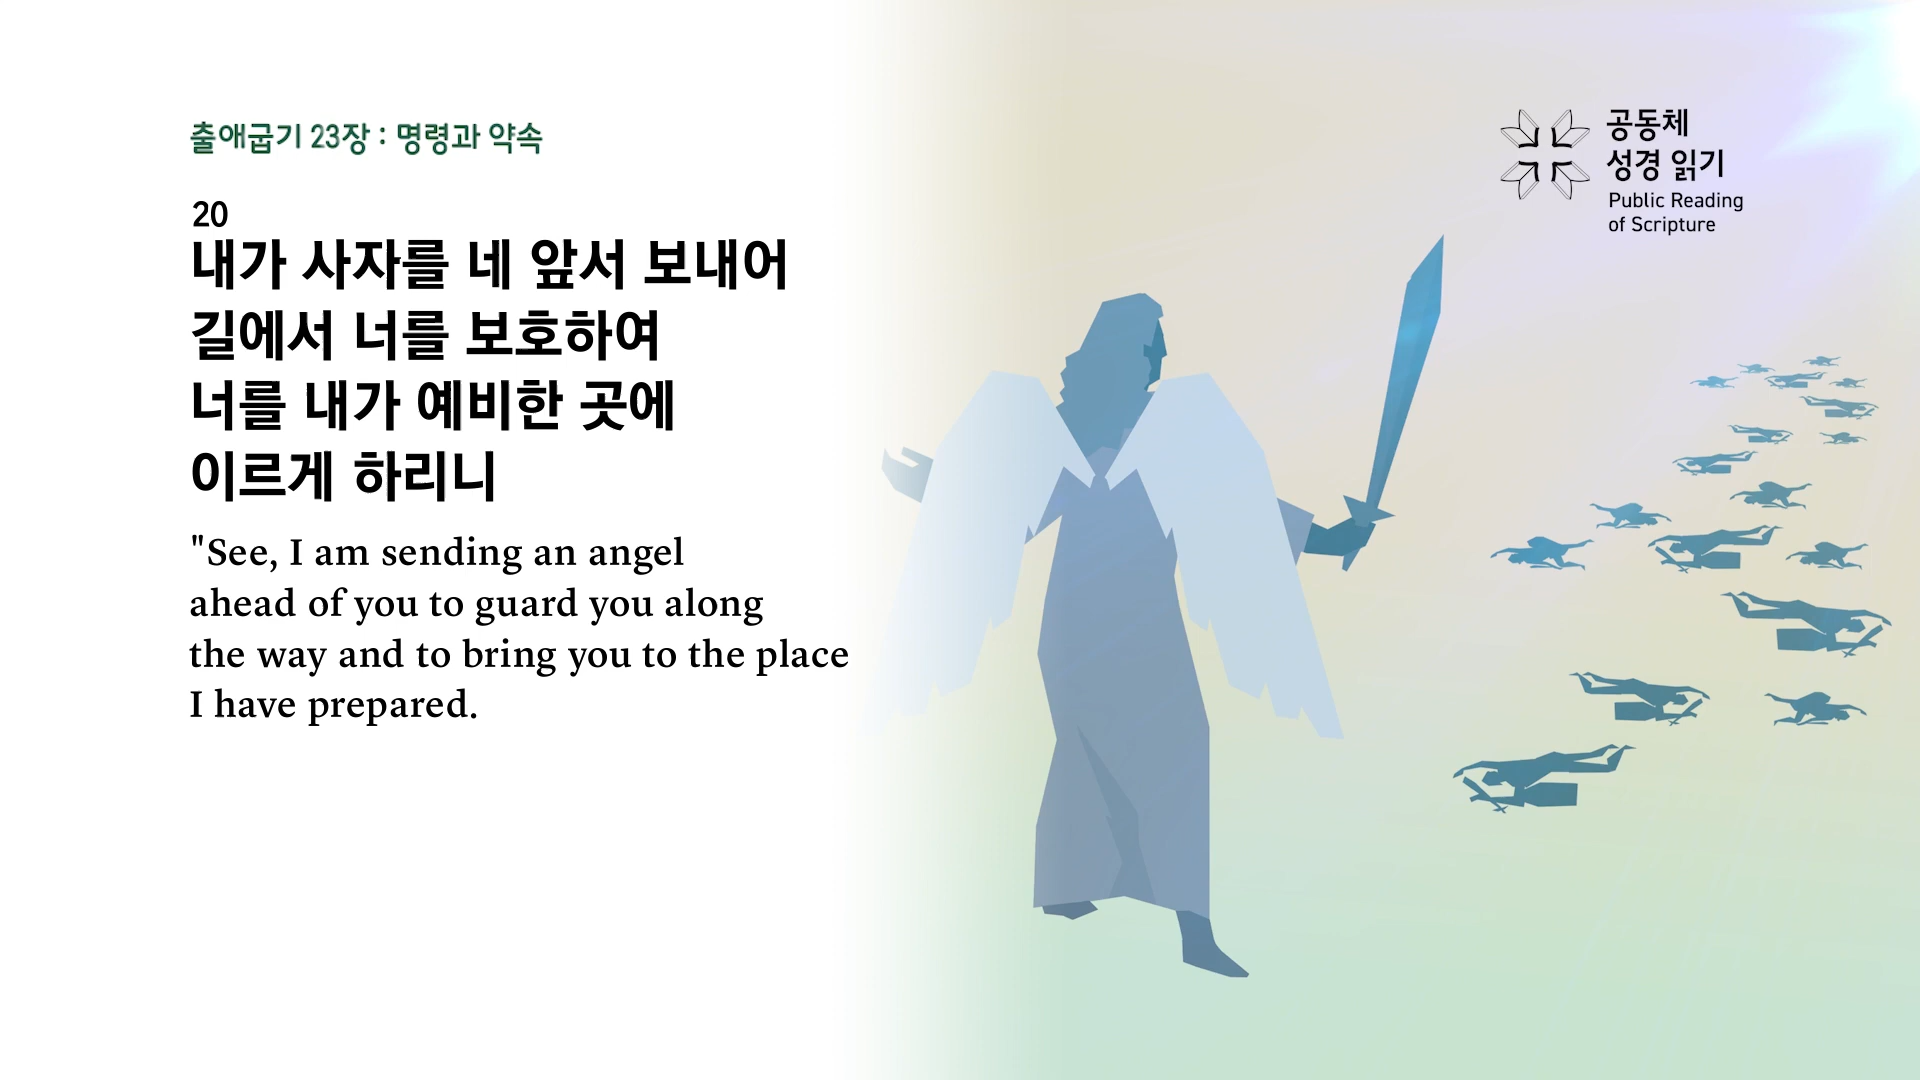 출애굽기 23장 : 명령과 약속
20
내가 사자를 네 앞서 보내어
길에서 너를 보호하여
너를 내가 예비한 곳에
이르게 하리니
"See, I am sending an angel
ahead of you to guard you along
the way and to bring you to the place
I have prepared.
공동체
성경 읽기
Public Reading
of Scripture